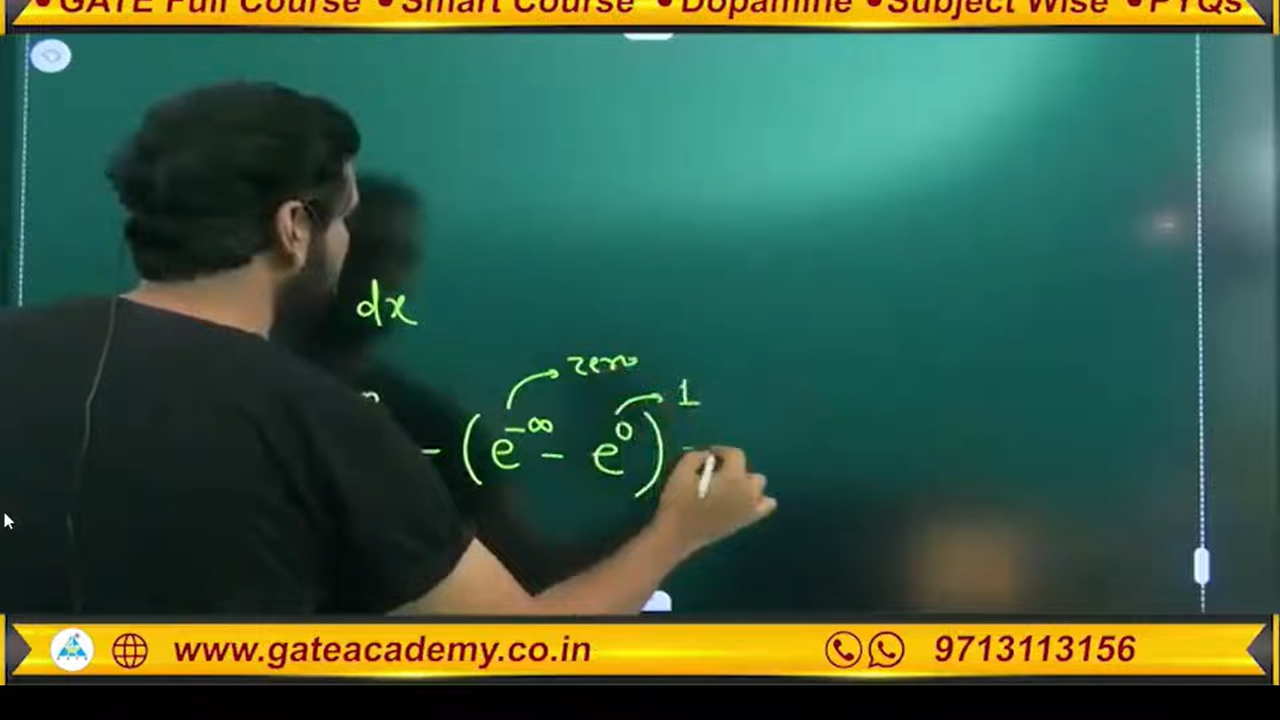 • GATE Full Course • Smart Course • Dopamine • Subject Wise • PYQs
dx
zero
1
- (e^{-∞} - e^{0}) =
www.gateacademy.co.in 9713113156